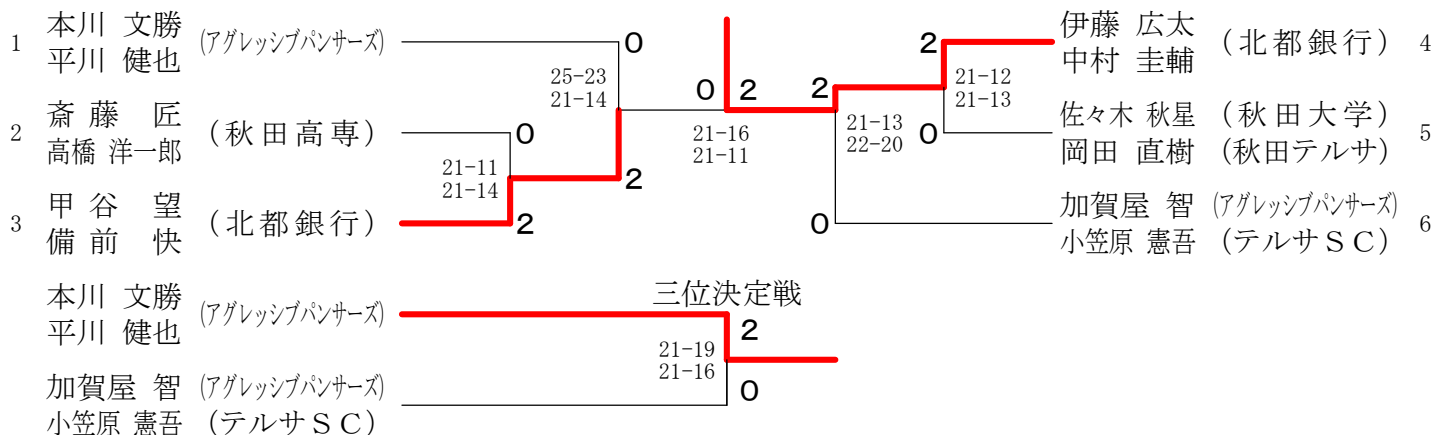 1 本川 文勝 (アグレッシブパンサーズ)
平川 健也
0
25-23
21-14
2 斎藤 匠 (秋田高専)
高橋 洋一郎
0
21-11
21-14
2
3 甲谷 望 (北都銀行)
備前 快
2
0 2
21-16
21-11
2
21-13
22-20
0
伊藤 広太 (北都銀行) 4
中村 圭輔
2
21-12
21-13
0
佐々木 秋星 (秋田大学) 5
岡田 直樹 (秋田テルサ)
加賀屋 智 (アグレッシブパンサーズ) 6
小笠原 憲吾 (テルサSC)
三位決定戦
本川 文勝 (アグレッシブパンサーズ)
平川 健也
2
21-19
21-16
0
加賀屋 智 (アグレッシブパンサーズ)
小笠原 憲吾 (テルサSC)